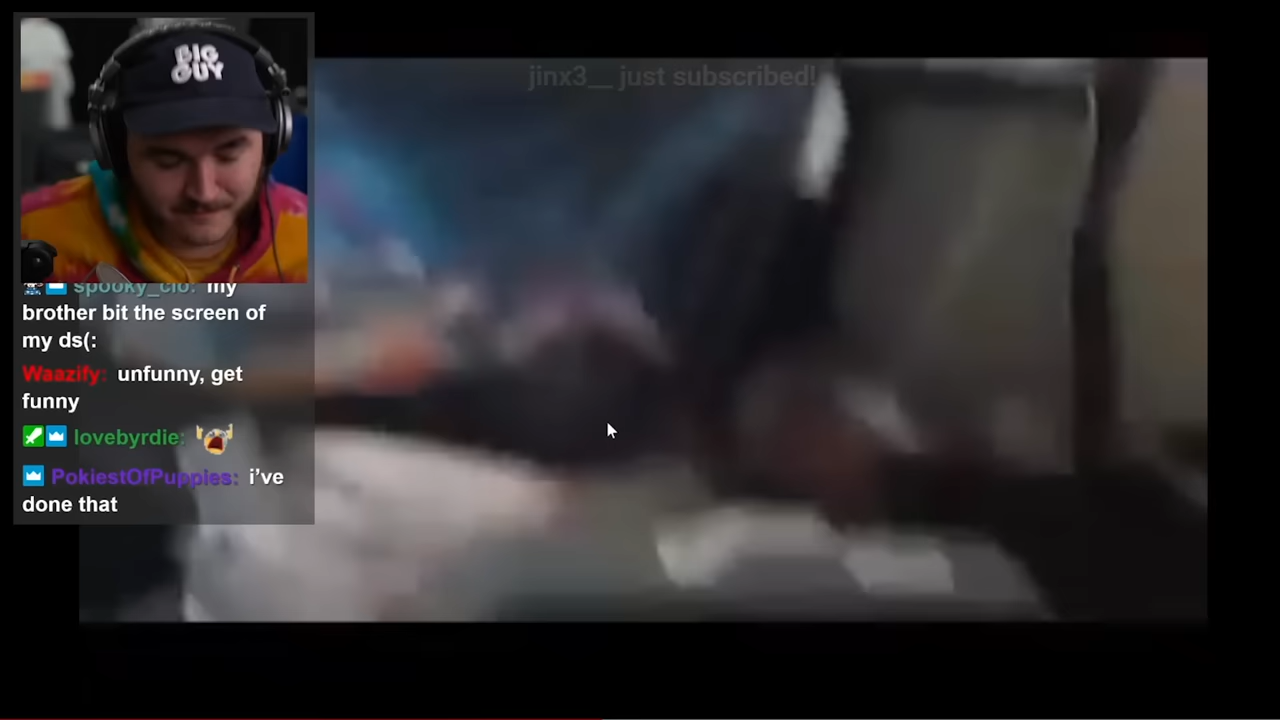 BIG
GUY
jinx3__ just subscribed!
spooky_clo: my
brother bit the screen of
my ds(:
Waazify: unfunny, get
funny
lovebyrdie:
PokiestOfPuppies: i've
done that